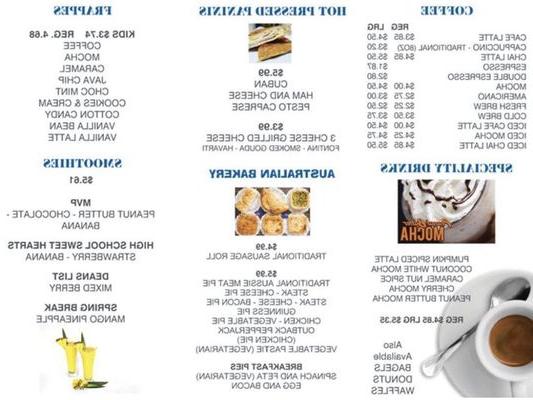 COFFEE
REG LRG
CAFE LATTE $3.85 $4.50
CAPPUCCINO - TRADITIONAL (8OZ) $3.20
CHAI LATTE $4.85 $5.50
ESPRESSO $1.87
DOUBLE ESPRESSO $2.80
MOCHA $4.00 $4.50
AMERICANO $2.75 $3.00
FRESH BREW $2.25 $2.50
COLD BREW $3.50
ICED CAFE LATTE $4.00 $4.50
ICED MOCHA $4.25 $4.75
ICED CHAI LATTE $4.85 $5.50
SPECIALITY DRINKS
MOCHA
PUMPKIN SPICED LATTE
COCONUT WHITE MOCHA
CARAMEL NUT SPICE
CHERRY MOCHA
PEANUT BUTTER MOCHA
REG $4.85 LRG $5.35
Also
Available
BAGELS
DONUTS
WAFFLES
HOT PRESSED PANINIS
$5.99
CUBAN
HAM AND CHEESE
PESTO CAPRESE
$3.99
3 CHEESE GRILLED CHEESE
FONTINA - SMOKED GOUDA - HAVARTI
AUSTRALIAN BAKERY
$4.99
TRADITIONAL SAUSAGE ROLL
$5.99
TRADITIONAL AUSSIE MEAT PIE
STEAK - CHEESE PIE
STEAK - CHEESE - BACON PIE
GUINNESS PIE
CHICKEN - VEGETABLE PIE
OUTBACK PEPPERJACK
(CHICKEN PIE)
VEGETABLE PASTIE (VEGETARIAN)
BREAKFAST PIES
SPINACH AND FETA (VEGETARIAN)
EGG AND BACON
FRAPPES
KIDS $3.74 REG. 4.68
COFFEE
MOCHA
CARAMEL
JAVA CHIP
CHOC MINT
COOKIES & CREAM
COTTON CANDY
VANILLA BEAN
VANILLA LATTE
SMOOTHIES
$5.61
MVP
PEANUT - BUTTER - CHOCOLATE -
BANANA
HIGH SCHOOL SWEET HEARTS
STRAWBERRY - BANANA
DEANS LIST
MIXED BERRY
SPRING BREAK
MANGO PINEAPPLE